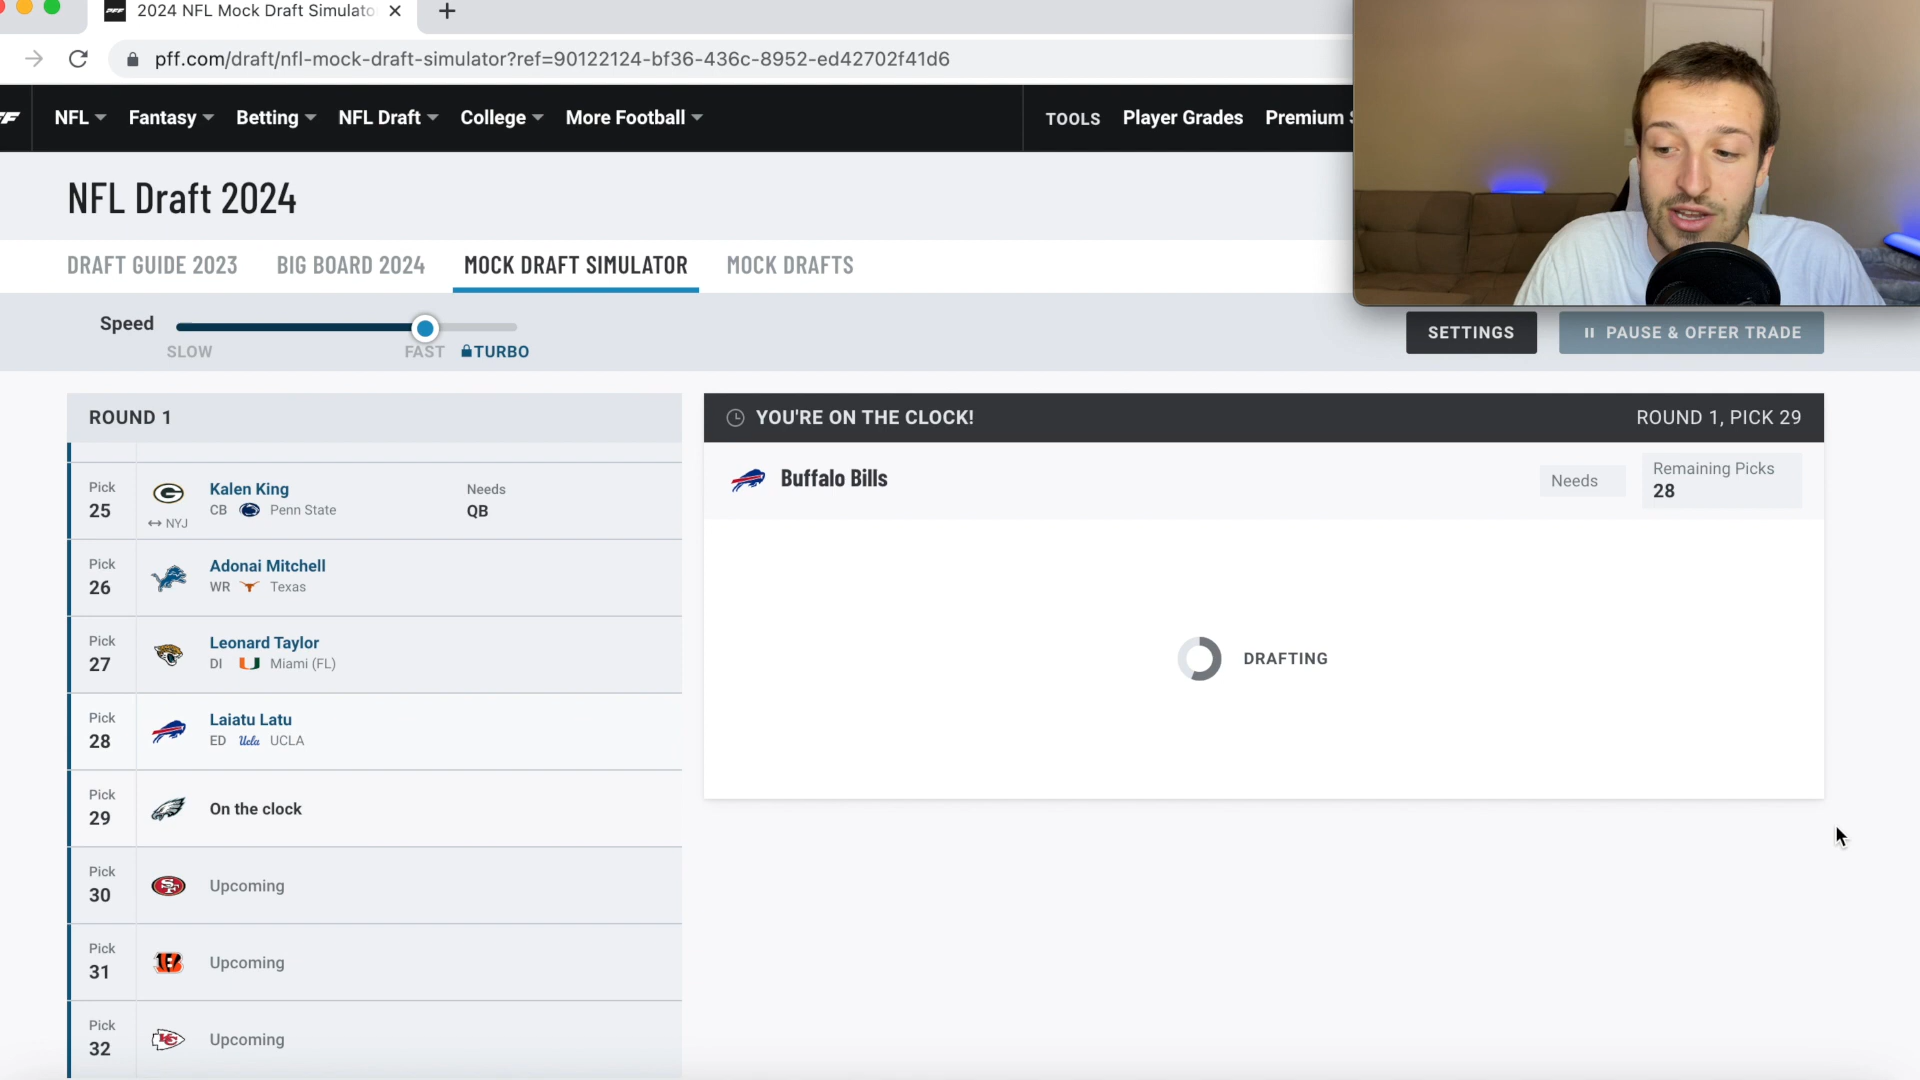 2024 NFL Mock Draft Simulato
pff.com/draft/nfl-mock-draft-simulator?ref=90122124-bf36-436c-8952-ed42702f41d6
NFL Fantasy Betting NFL Draft College More Football TOOLS Player Grades Premium S
NFL Draft 2024
DRAFT GUIDE 2023 BIG BOARD 2024 MOCK DRAFT SIMULATOR MOCK DRAFTS
Speed
SLOW FAST TURBO
SETTINGS PAUSE & OFFER TRADE
ROUND 1
Pick
25
NYJ
Kalen King
CB Penn State
Needs
QB
Pick
26
Adonai Mitchell
WR Texas
Pick
27
Leonard Taylor
DI Miami (FL)
Pick
28
Laiatu Latu
ED Ucla UCLA
Pick
29
On the clock
Pick
30
Upcoming
Pick
31
Upcoming
Pick
32
Upcoming
YOU'RE ON THE CLOCK! ROUND 1, PICK 29
Buffalo Bills
Needs
Remaining Picks
28
DRAFTING